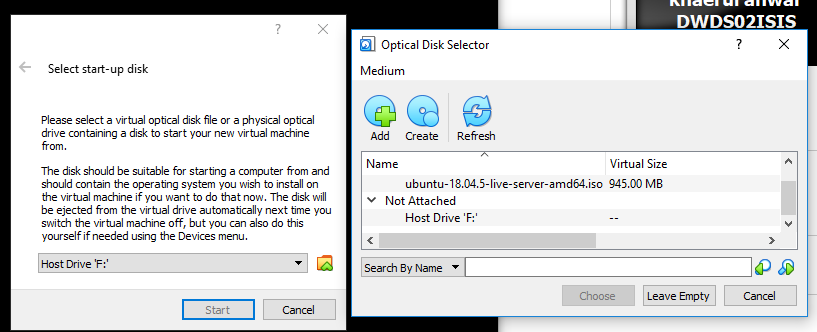 khaerul anwar
DWDS02ISIS
Select start-up disk
Please select a virtual optical disk file or a physical optical
drive containing a disk to start your new virtual machine
from.
The disk should be suitable for starting a computer from and
should contain the operating system you wish to install on
the virtual machine if you want to do that now. The disk will
be ejected from the virtual drive automatically next time you
switch the virtual machine off, but you can also do this
yourself if needed using the Devices menu.
Host Drive 'F:'
Start
Cancel
Optical Disk Selector
Medium
Add
Create
Refresh
Name
Virtual Size
ubuntu-18.04.5-live-server-amd64.iso
945.00 MB
Not Attached
Host Drive 'F:'
--
Search By Name
Choose
Leave Empty
Cancel